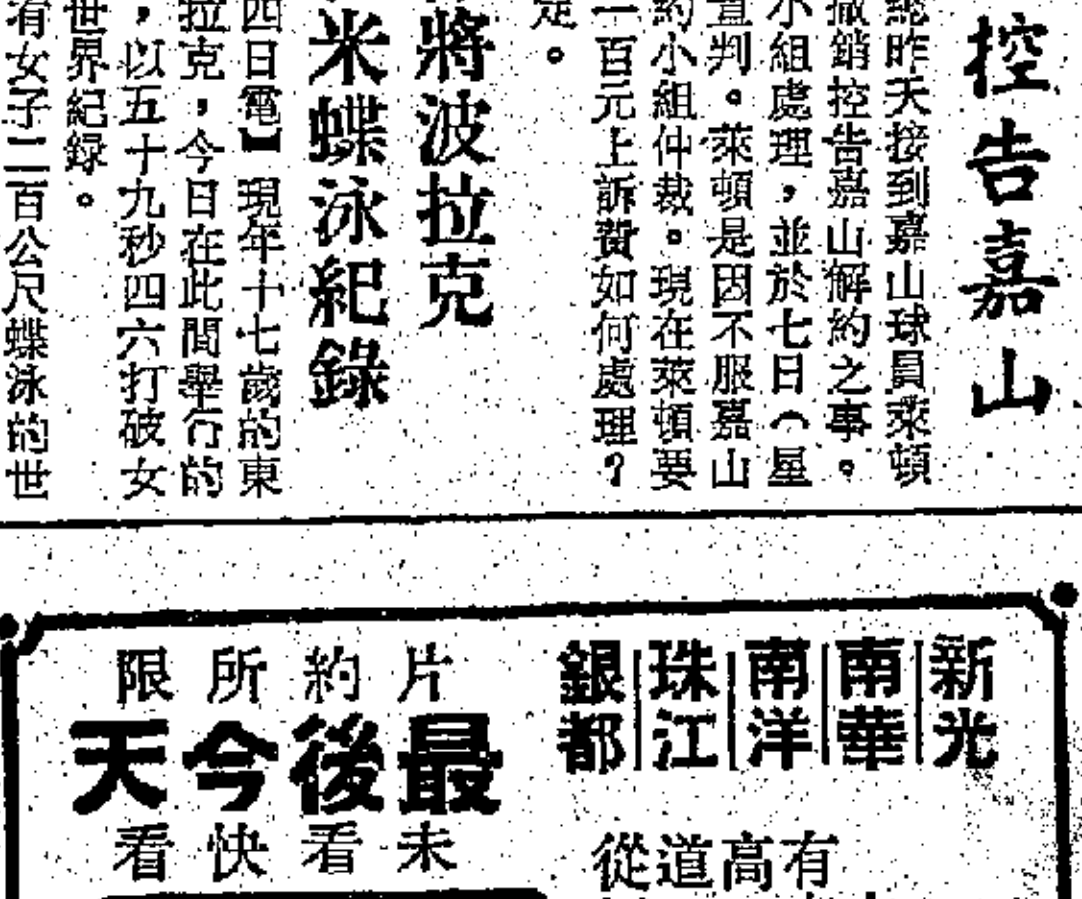 控告嘉山
總昨天接到嘉山球員萊頓
撤銷控告嘉山解約之事。
小組處理，並於七日（星
宣判。萊頓是因不服嘉山
約小組仲裁。現在萊頓要
一百元上訴費如何處理？
定。
將波拉克
米蝶泳紀錄
四日電】現年十七歲的東
拉克，今日在此間舉行的
，以五十九秒四六打破女
世界紀録。
有女子二百公尺蝶泳的世
新光
南華
南洋
珠江
銀都
有高道從
片約所限
最後今天
未看快看